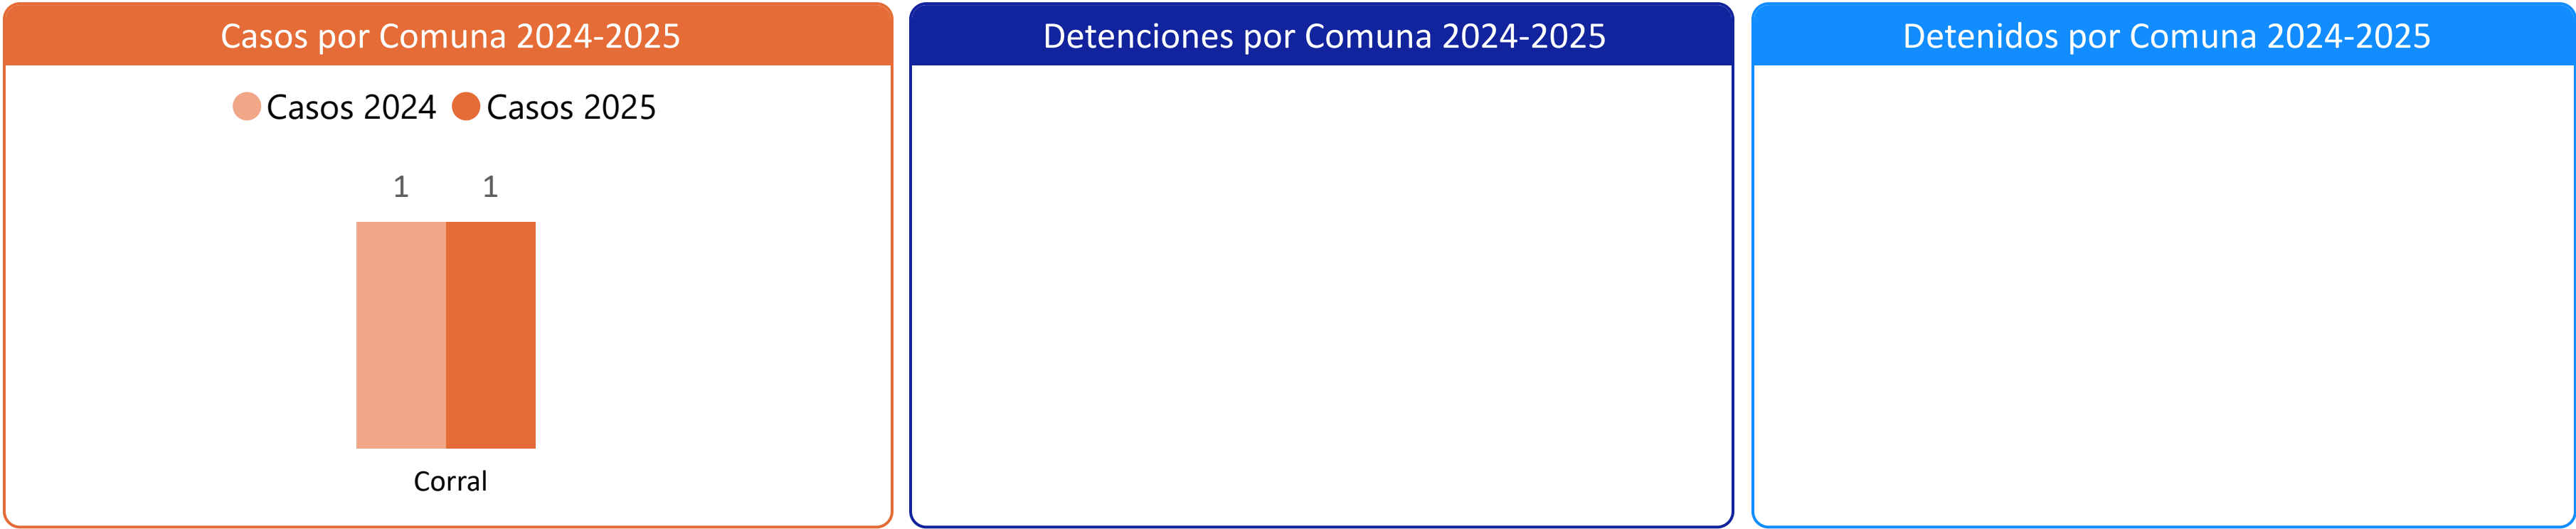 Casos por Comuna 2024-2025
Casos 2024 Casos 2025
1 1
Corral
Detenciones por Comuna 2024-2025
Detenidos por Comuna 2024-2025